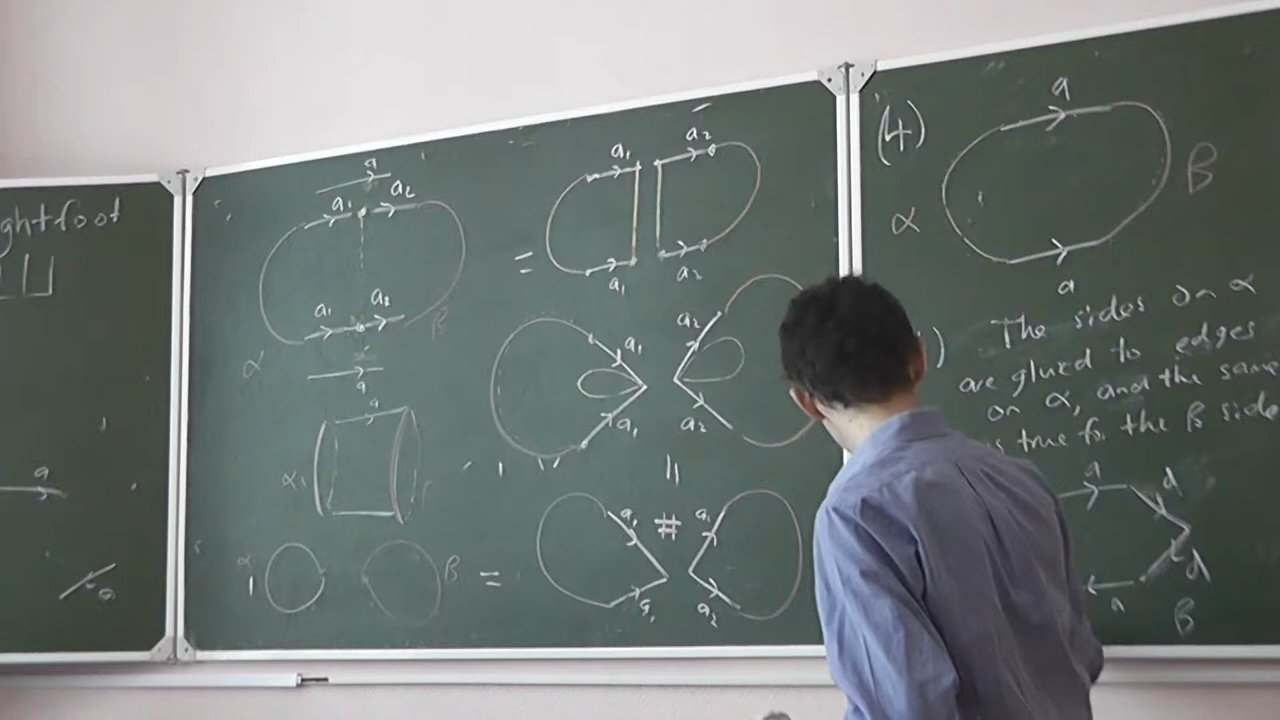 ghtfoot
a
a
a
a₁ a₂
a₁ a₂
α β
a
a
α
α β
=
a₁ a₂
a₁ a₂
a₁ a₂
a₁ a₂
=
a₁ # a₁
a₁ a₂
(4)
a
α β
a
) The sides on α
are glued to edges
on α, and the same
is true for the β side
a d
a d
β